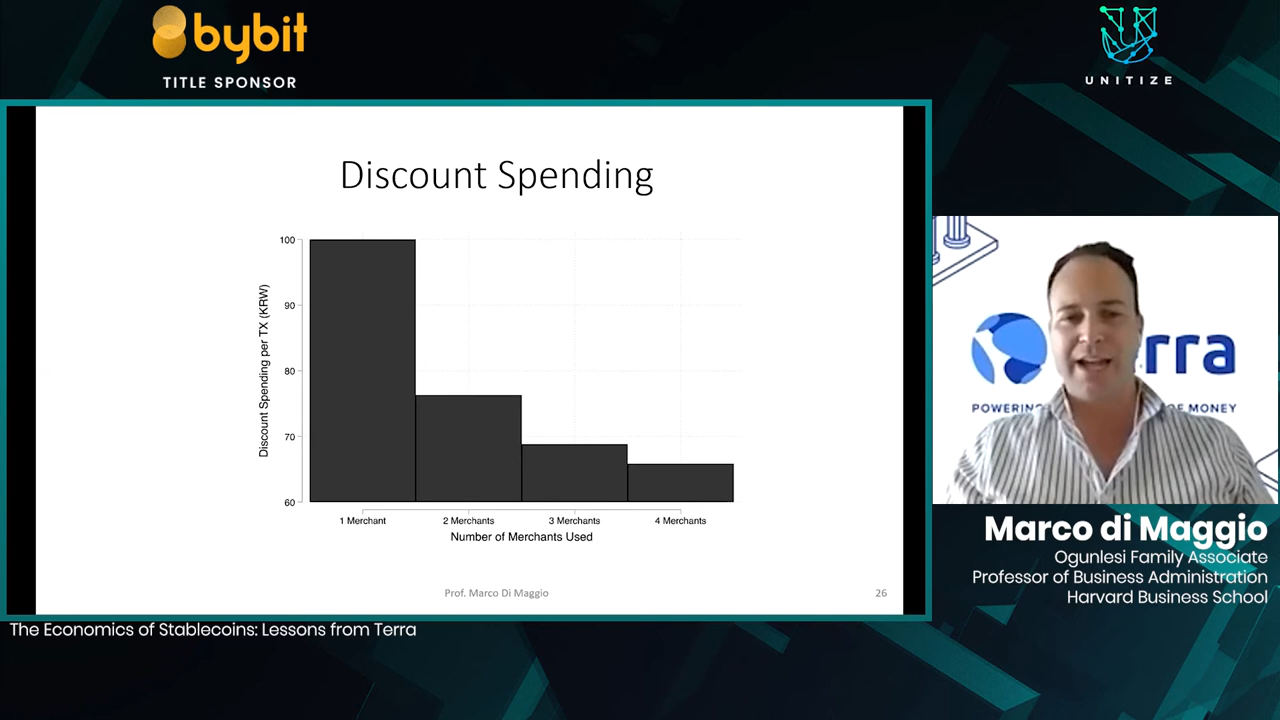 bybit
TITLE SPONSOR
UNITIZE
Discount Spending
Discount Spending per TX (KRW)
100
90
80
70
60
1 Merchant
2 Merchants
3 Merchants
4 Merchants
Number of Merchants Used
Prof. Marco Di Maggio
26
rra
POWERING
OF MONEY
Marco di Maggio
Ogunlesi Family Associate
Professor of Business Administration
Harvard Business School
The Economics of Stablecoins: Lessons from Terra